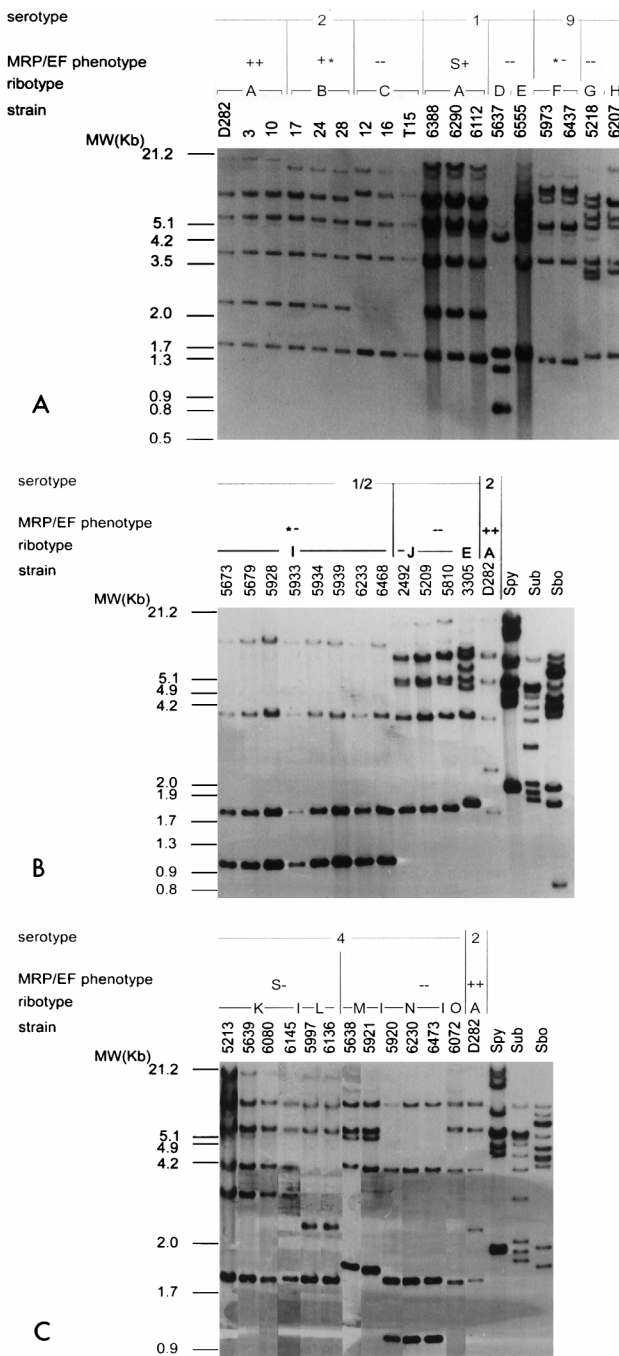 serotype 2 1 9
MRP/EF phenotype ++ +* -- S+ -- *- --
ribotype A B C A D E F G H
strain D282 3 10 17 24 28 12 16 T15 6388 6290 6112 5637 6555 5973 6437 5218 6207
MW(Kb)
21.2
5.1
4.2
3.5
2.0
1.7
1.3
0.9
0.8
0.5
A
serotype 1/2 2
MRP/EF phenotype *- -- ++
ribotype I J E A
strain 5673 5679 5928 5933 5934 5939 6233 6468 2492 5209 5810 3305 D282 Spy Sub Sbo
MW(Kb)
21.2
5.1
4.9
4.2
2.0
1.9
1.7
1.3
0.9
0.8
B
serotype 4 2
MRP/EF phenotype S- -- ++
ribotype K I L M I N I O A
strain 5213 5639 6080 6145 5997 6136 5638 5921 5920 6230 6473 6072 D282 Spy Sub Sbo
MW(Kb)
21.2
5.1
4.9
4.2
2.0
1.7
0.9
C